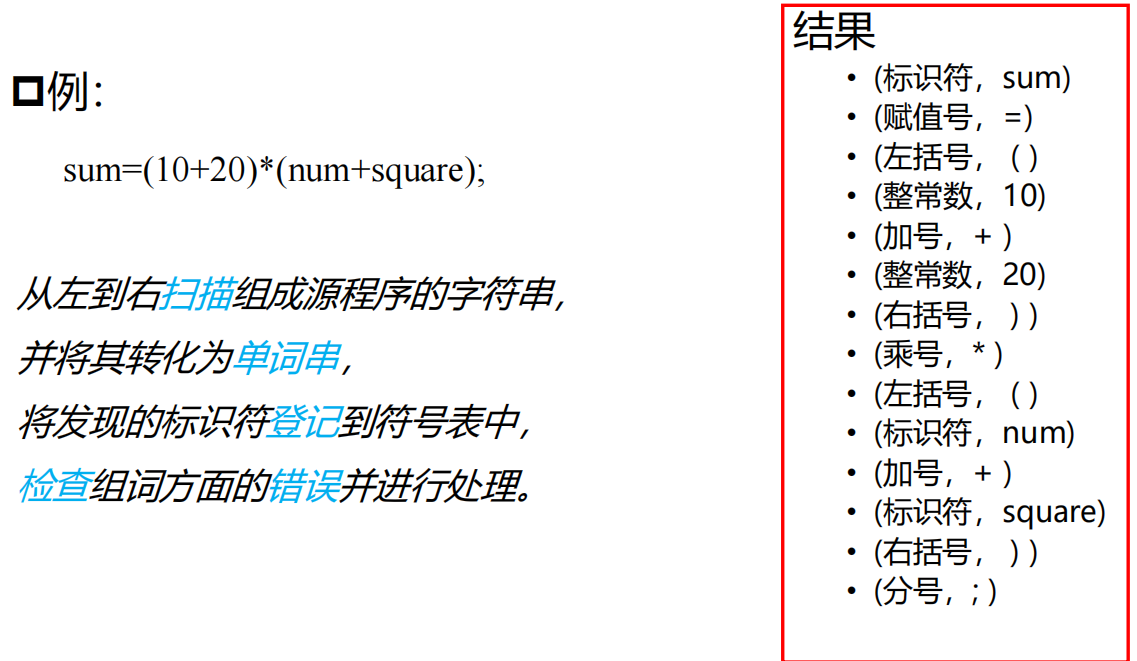 例：
sum=(10+20)*(num+square);
从左到右扫描组成源程序的字符串，
并将其转化为单词串，
将发现的标识符登记到符号表中，
检查组词方面的错误并进行处理。
结果
• (标识符，sum)
• (赋值号，=)
• (左括号， ( )
• (整常数，10)
• (加号，+ )
• (整常数，20)
• (右括号， ) )
• (乘号，* )
• (左括号， ( )
• (标识符，num)
• (加号，+ )
• (标识符，square)
• (右括号， ) )
• (分号，; )